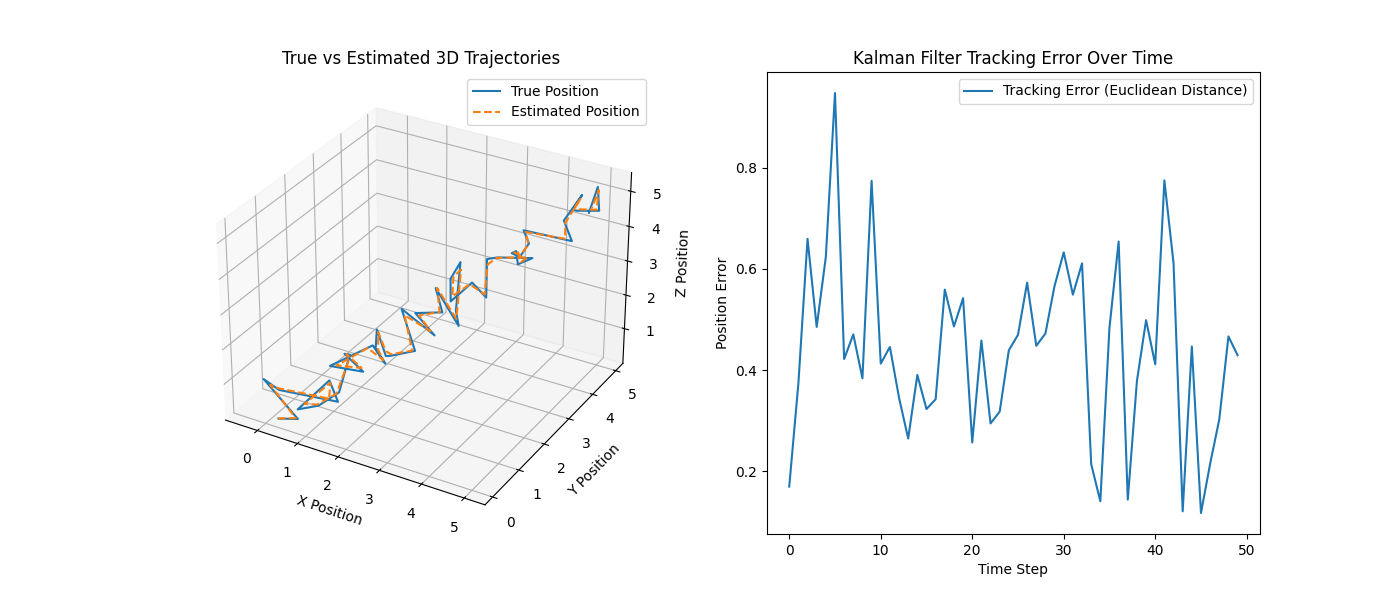 True vs Estimated 3D Trajectories
True Position
Estimated Position
5
4
3
2
1
Z Position
0
1
2
3
4
5
X Position
0
1
2
3
4
5
Y Position
Kalman Filter Tracking Error Over Time
Tracking Error (Euclidean Distance)
0.8
0.6
0.4
0.2
Position Error
0 10 20 30 40 50
Time Step